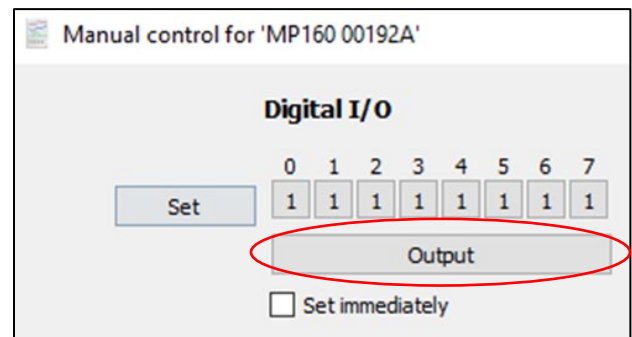 Manual control for 'MP160 00192A'
Digital I/O
0 1 2 3 4 5 6 7
Set 1 1 1 1 1 1 1 1
Output
Set immediately